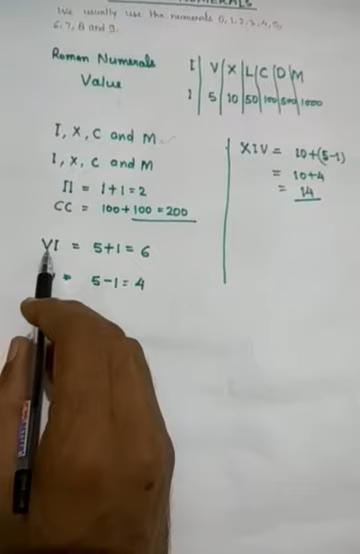 NUMERALS
We usually use the numerals 0, 1, 2, 3, 4, 5,
6, 7, 8 and 9.
Roman Numerals I V X L C D M
Value 1 5 10 50 100 500 1000
I, X, C and M
I, X, C and M
II = 1+1=2
CC = 100+100=200
VI = 5+1=6
5-1=4
XIV = 10+(5-1)
= 10+4
= 14